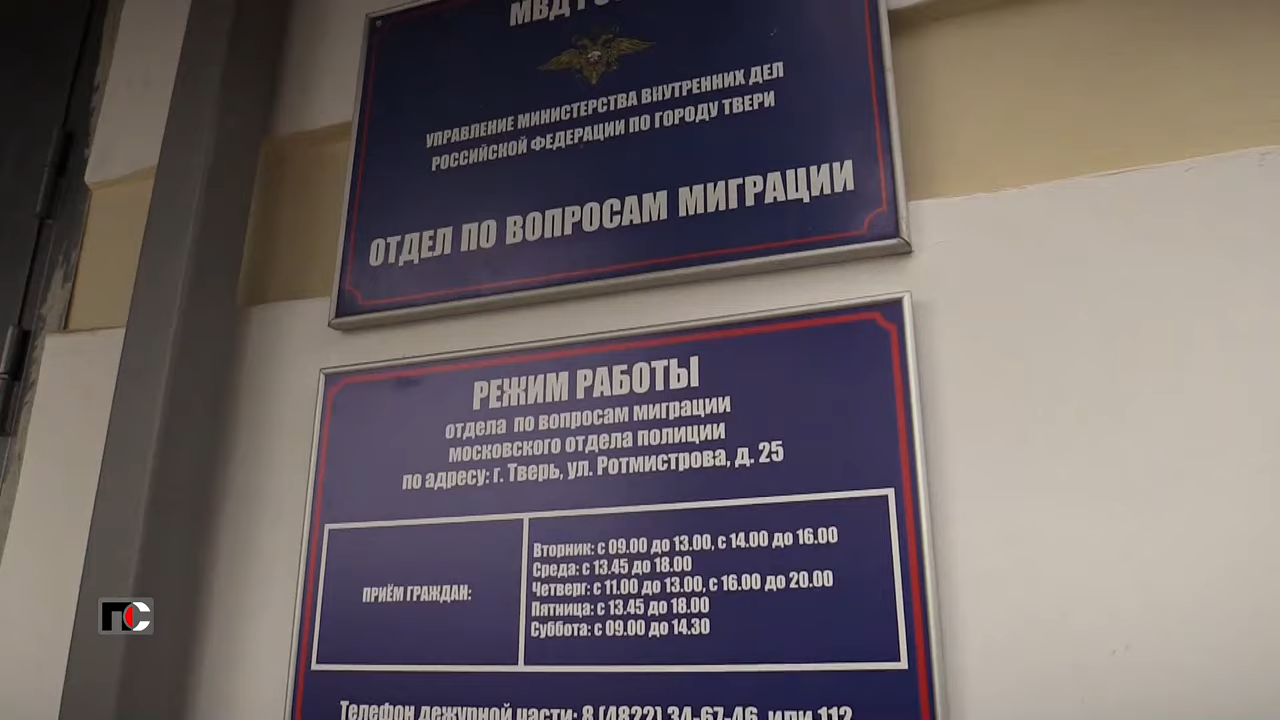 МВД
УПРАВЛЕНИЕ МИНИСТЕРСТВА ВНУТРЕННИХ ДЕЛ
РОССИЙСКОЙ ФЕДЕРАЦИИ ПО ГОРОДУ ТВЕРИ
ОТДЕЛ ПО ВОПРОСАМ МИГРАЦИИ
РЕЖИМ РАБОТЫ
отдела по вопросам миграции
московского отдела полиции
по адресу: г. Тверь, ул. Ротмистрова, д. 25
ПРИЁМ ГРАЖДАН:
Вторник: с 09.00 до 13.00, с 14.00 до 16.00
Среда: с 13.45 до 18.00
Четверг: с 11.00 до 13.00, с 16.00 до 20.00
Пятница: с 13.45 до 18.00
Суббота: с 09.00 до 14.30
Телефон дежурной части: 8 (4822) 34-67-46, или 112
ПС